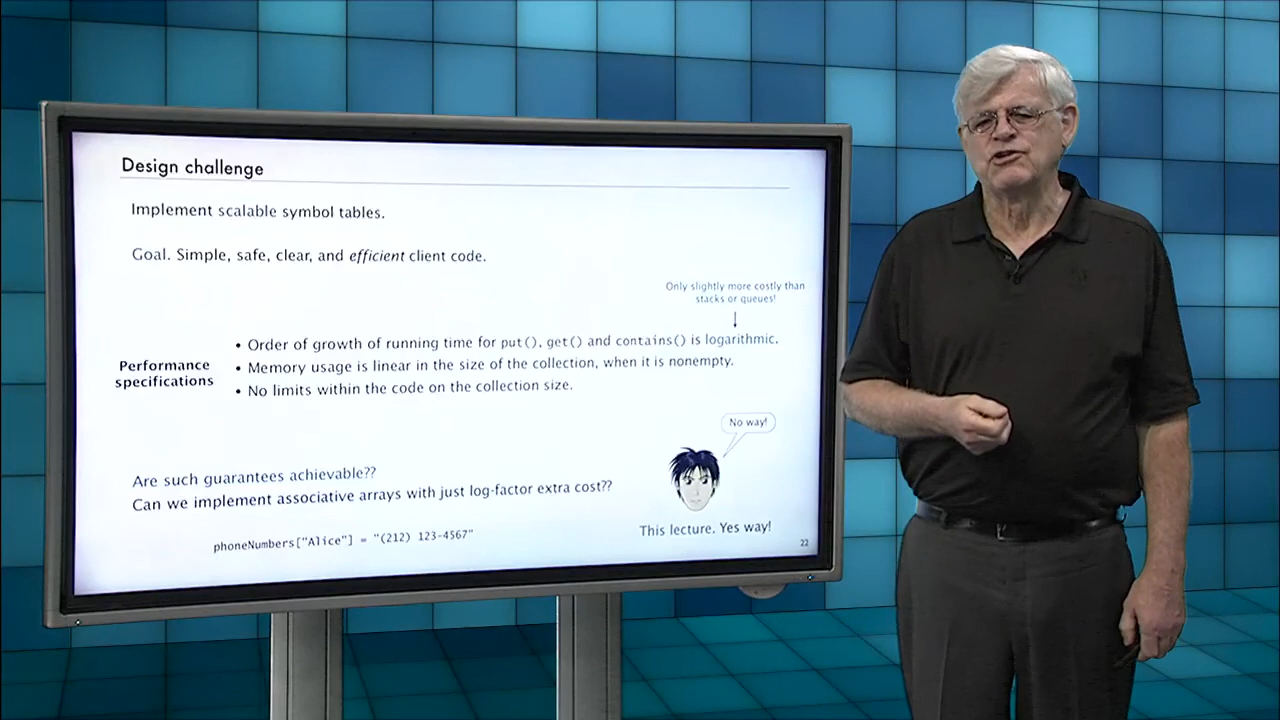 Design challenge
Implement scalable symbol tables.
Goal. Simple, safe, clear, and efficient client code.
Only slightly more costly than
stacks or queues!
Performance
specifications
• Order of growth of running time for put(), get() and contains() is logarithmic.
• Memory usage is linear in the size of the collection, when it is nonempty.
• No limits within the code on the collection size.
No way!
Are such guarantees achievable??
Can we implement associative arrays with just log-factor extra cost??
This lecture. Yes way!
phoneNumbers["Alice"] = "(212) 123-4567"
22